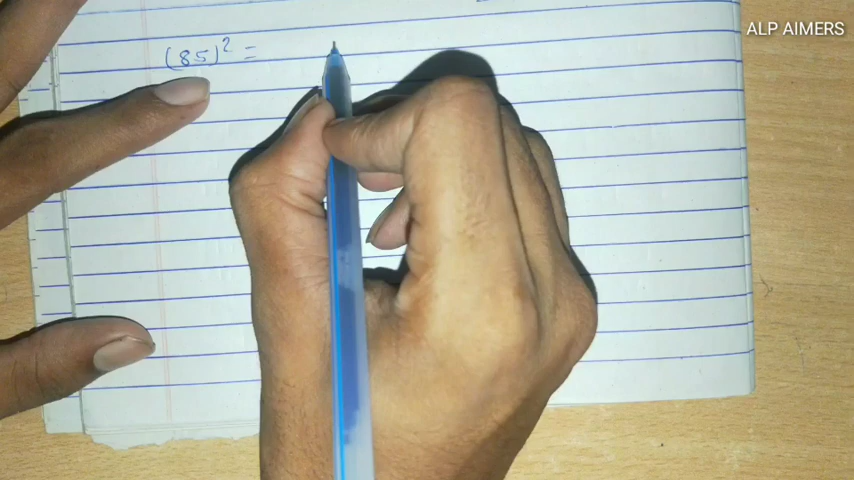 ALP AIMERS
(85)² =